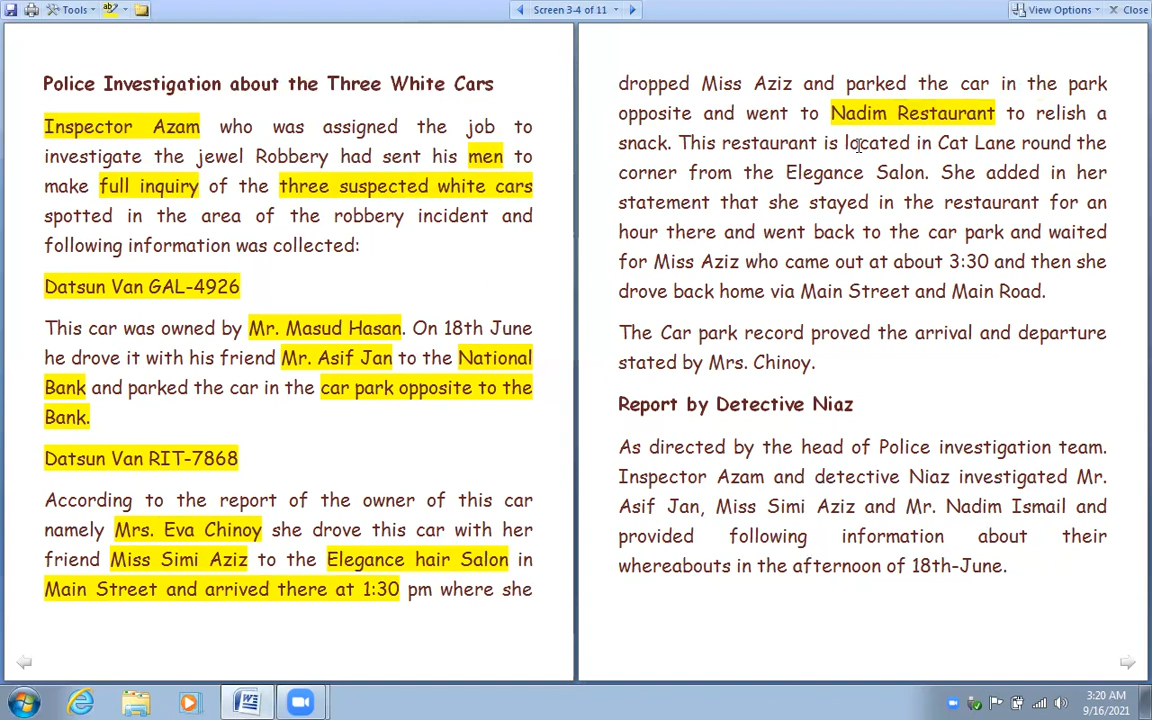 Tools
Screen 3-4 of 11
View Options
Close
Police Investigation about the Three White Cars
Inspector Azam who was assigned the job to
investigate the jewel Robbery had sent his men to
make full inquiry of the three suspected white cars
spotted in the area of the robbery incident and
following information was collected:
Datsun Van GAL-4926
This car was owned by Mr. Masud Hasan. On 18th June
he drove it with his friend Mr. Asif Jan to the National
Bank and parked the car in the car park opposite to the
Bank.
Datsun Van RIT-7868
According to the report of the owner of this car
namely Mrs. Eva Chinoy she drove this car with her
friend Miss Simi Aziz to the Elegance hair Salon in
Main Street and arrived there at 1:30 pm where she
dropped Miss Aziz and parked the car in the park
opposite and went to Nadim Restaurant to relish a
snack. This restaurant is located in Cat Lane round the
corner from the Elegance Salon. She added in her
statement that she stayed in the restaurant for an
hour there and went back to the car park and waited
for Miss Aziz who came out at about 3:30 and then she
drove back home via Main Street and Main Road.
The Car park record proved the arrival and departure
stated by Mrs. Chinoy.
Report by Detective Niaz
As directed by the head of Police investigation team.
Inspector Azam and detective Niaz investigated Mr.
Asif Jan, Miss Simi Aziz and Mr. Nadim Ismail and
provided following information about their
whereabouts in the afternoon of 18th-June.
3:20 AM
9/16/2021